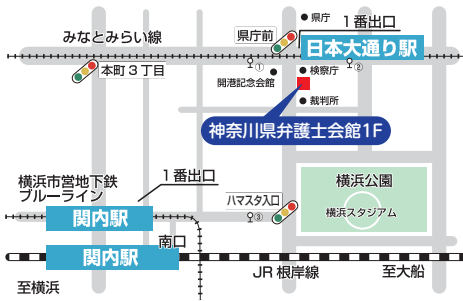 県庁
1番出口
みなとみらい線
県庁前
日本大通り駅
①
②
本町3丁目
開港記念会館
検察庁
裁判所
神奈川県弁護士会館1F
横浜市営地下鉄
ブルーライン
1番出口
ハマスタ入口
横浜公園
横浜スタジアム
関内駅
③
南口
関内駅
至横浜
JR根岸線
至大船